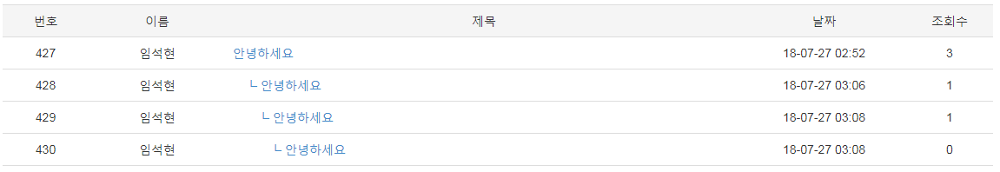 번호 이름 제목 날짜 조회수
427 임석현 안녕하세요 18-07-27 02:52 3
428 임석현 ㄴ 안녕하세요 18-07-27 03:06 1
429 임석현 ㄴ 안녕하세요 18-07-27 03:08 1
430 임석현 ㄴ 안녕하세요 18-07-27 03:08 0